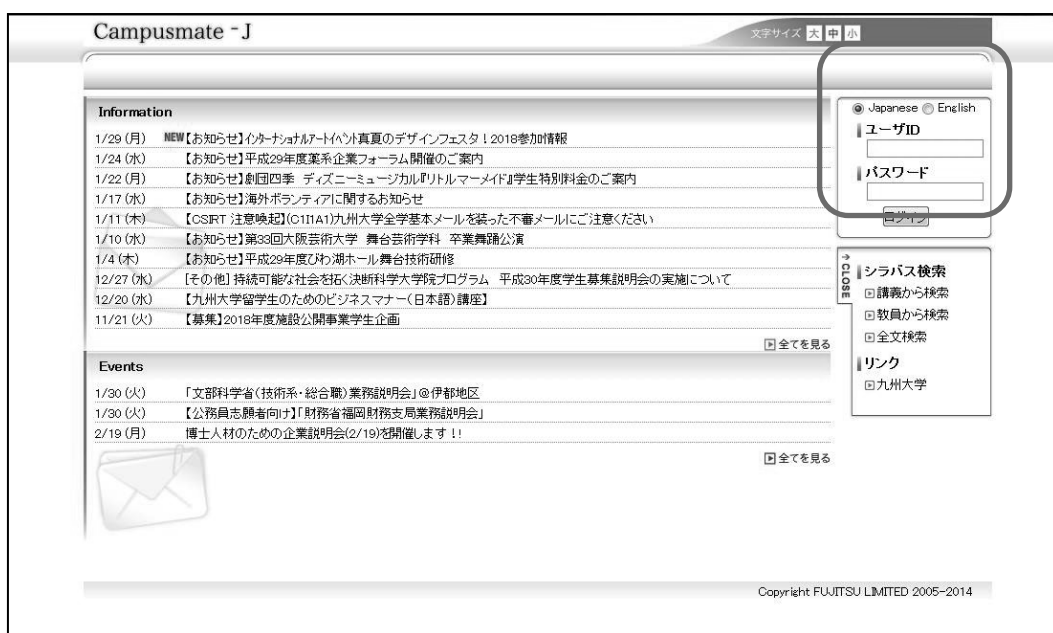 Campusmate - J
文字サイズ 大 中 小
Information
1/29 (月) NEW【お知らせ】インターナショナルアートイベント真夏のデザインフェスタ！2018参加情報
1/24 (水) 【お知らせ】平成29年度薬系企業フォーラム開催のご案内
1/22 (月) 【お知らせ】劇団四季 ディズニーミュージカル『リトルマーメイド』学生特別料金のご案内
1/17 (水) 【お知らせ】海外ボランティアに関するお知らせ
1/11 (木) 【CSIRT 注意喚起】(C111A1)九州大学全学基本メールを装った不審メールにご注意ください
1/10 (水) 【お知らせ】第33回大阪芸術大学 舞台芸術学科 卒業舞踊公演
1/4 (木) 【お知らせ】平成29年度びわ湖ホール舞台技術研修
12/27 (水) [その他] 持続可能な社会を拓く決断科学大学院プログラム 平成30年度学生募集説明会の実施について
12/20 (水) 【九州大学留学生のためのビジネスマナー(日本語)講座】
11/21 (火) 【募集】2018年度施設公開事業学生企画
全てを見る
Events
1/30 (火) 「文部科学省(技術系・総合職)業務説明会」@伊都地区
1/30 (火) 【公務員志願者向け】「財務省福岡財務支局業務説明会」
2/19 (月) 博士人材のための企業説明会(2/19)を開催します!!
全てを見る
Japanese English
ユーザID
パスワード
ログイン
CLOSE
シラバス検索
講義から検索
教員から検索
全文検索
リンク
九州大学
Copyright FUJITSU LIMITED 2005-2014